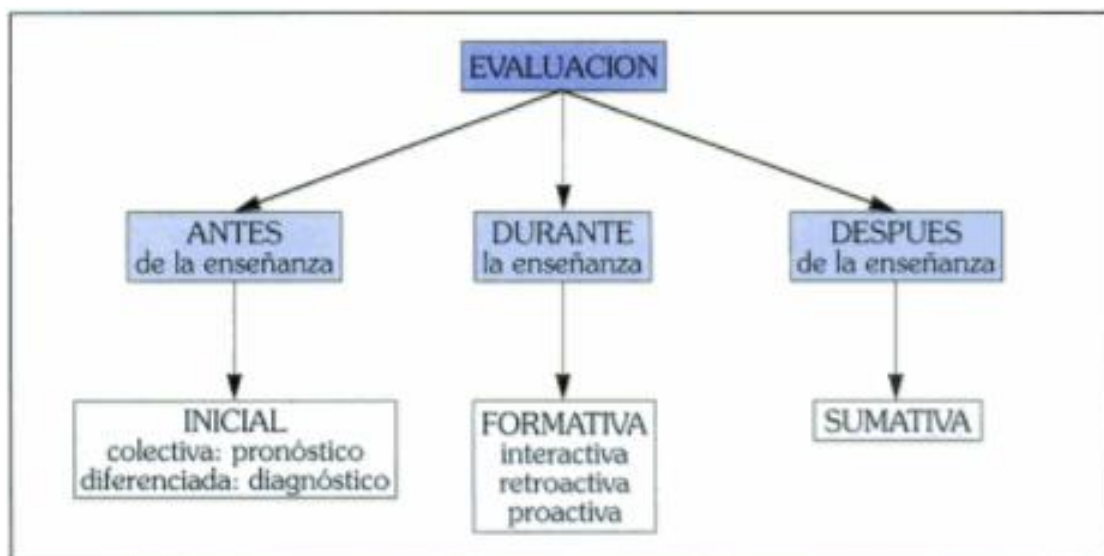 EVALUACION
ANTES
de la enseñanza
DURANTE
la enseñanza
DESPUES
de la enseñanza
INICIAL
colectiva: pronóstico
diferenciada: diagnóstico
FORMATIVA
interactiva
retroactiva
proactiva
SUMATIVA